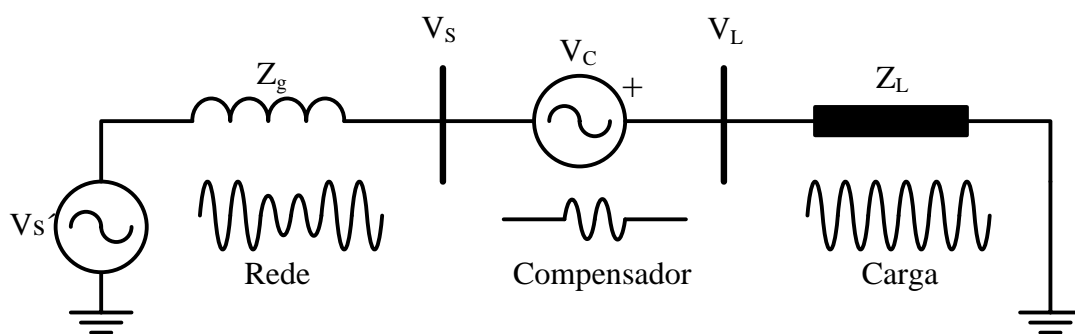 V_S
V_C
V_L
Z_g
+
Z_L
Vs´
Rede
Compensador
Carga